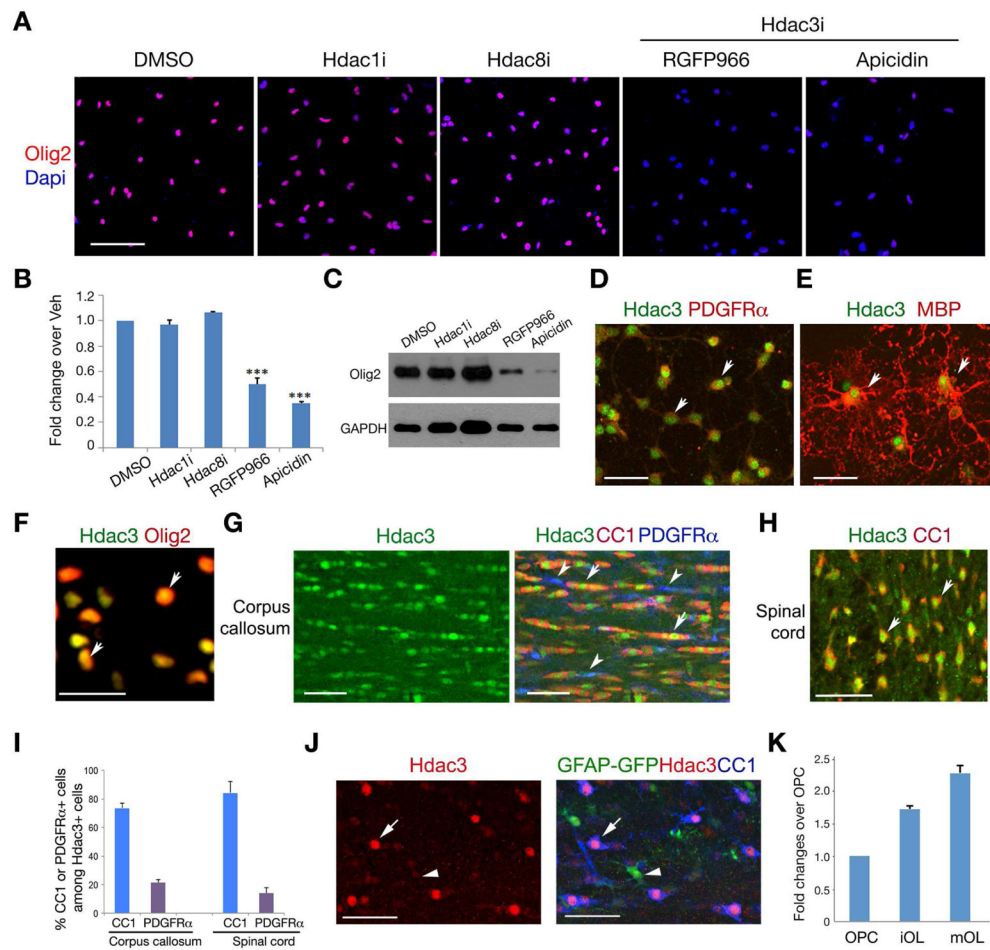 A
Hdac3i
DMSO Hdac1i Hdac8i RGFP966 Apicidin
Olig2
Dapi
B
Fold change over Veh
1.2
1.0
0.8
0.6
0.4
0.2
0
***
***
DMSO
Hdac1i
Hdac8i
RGFP966
Apicidin
C
DMSO
Hdac1i
Hdac8i
RGFP966
Apicidin
Olig2
GAPDH
D
Hdac3 PDGFRα
E
Hdac3 MBP
F
Hdac3 Olig2
G
Hdac3
Hdac3 CC1 PDGFRα
Corpus
callosum
H
Hdac3 CC1
Spinal
cord
I
% CC1 or PDGFRα+ cells
among Hdac3+ cells
100
80
60
40
20
0
CC1 PDGFRα CC1 PDGFRα
Corpus callosum Spinal cord
J
Hdac3
GFAP-GFP Hdac3 CC1
K
Fold changes over OPC
2.5
2.0
1.5
1.0
0.5
0
OPC iOL mOL